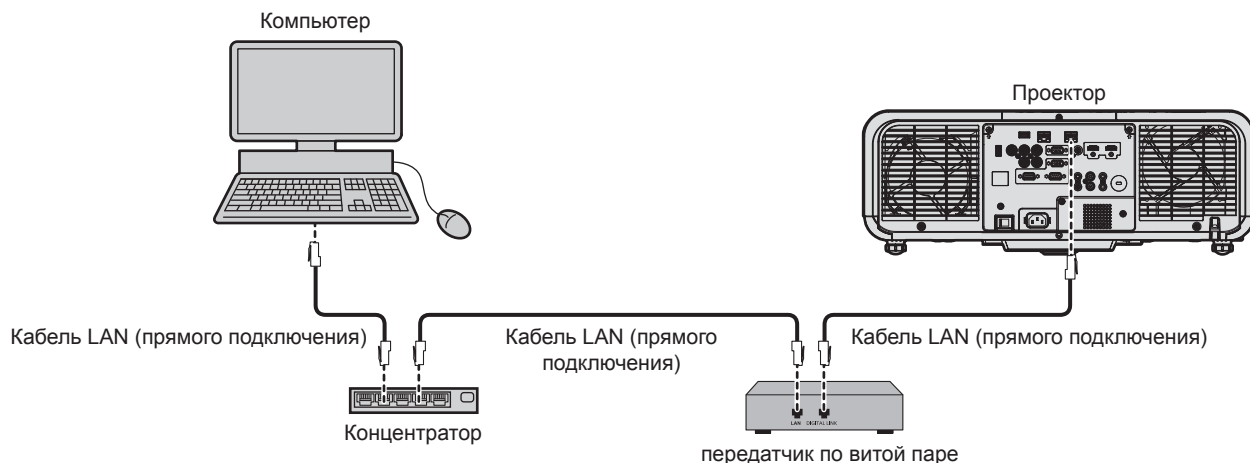 Компьютер
Проектор
Кабель LAN (прямого подключения)
Кабель LAN (прямого
подключения)
Кабель LAN (прямого подключения)
Концентратор
LAN DIGITAL LINK
передатчик по витой паре